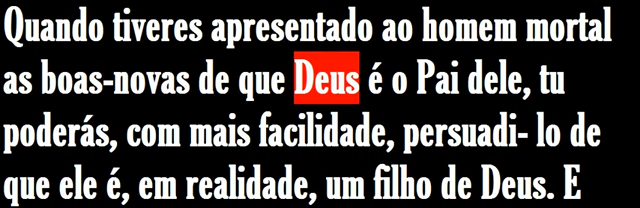 Quando tiveres apresentado ao homem mortal
as boas-novas de que Deus é o Pai dele, tu
poderás, com mais facilidade, persuadi- lo de
que ele é, em realidade, um filho de Deus. E